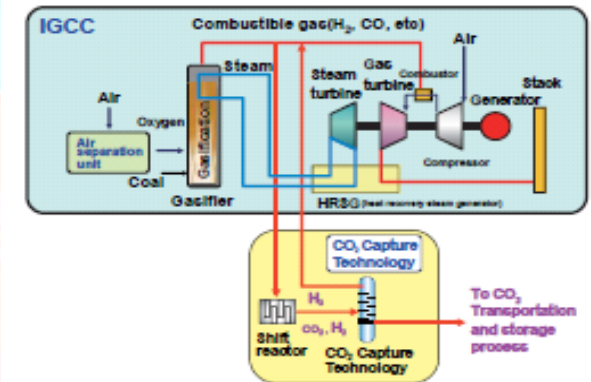 IGCC
Combustible gas(H₂, CO, etc)
Air
Steam
Steam
turbine
Gas
turbine
Combustor
Stack
Generator
Air
Oxygen
Gasification
Air
separation
unit
Coal
Compressor
Gasifier
HRSG (heat recovery steam generator)
CO₂ Capture
Technology
H₂
CO₂, H₂
Shift
reactor
CO₂ Capture
Technology
To CO₂
Transportation
and storage
process